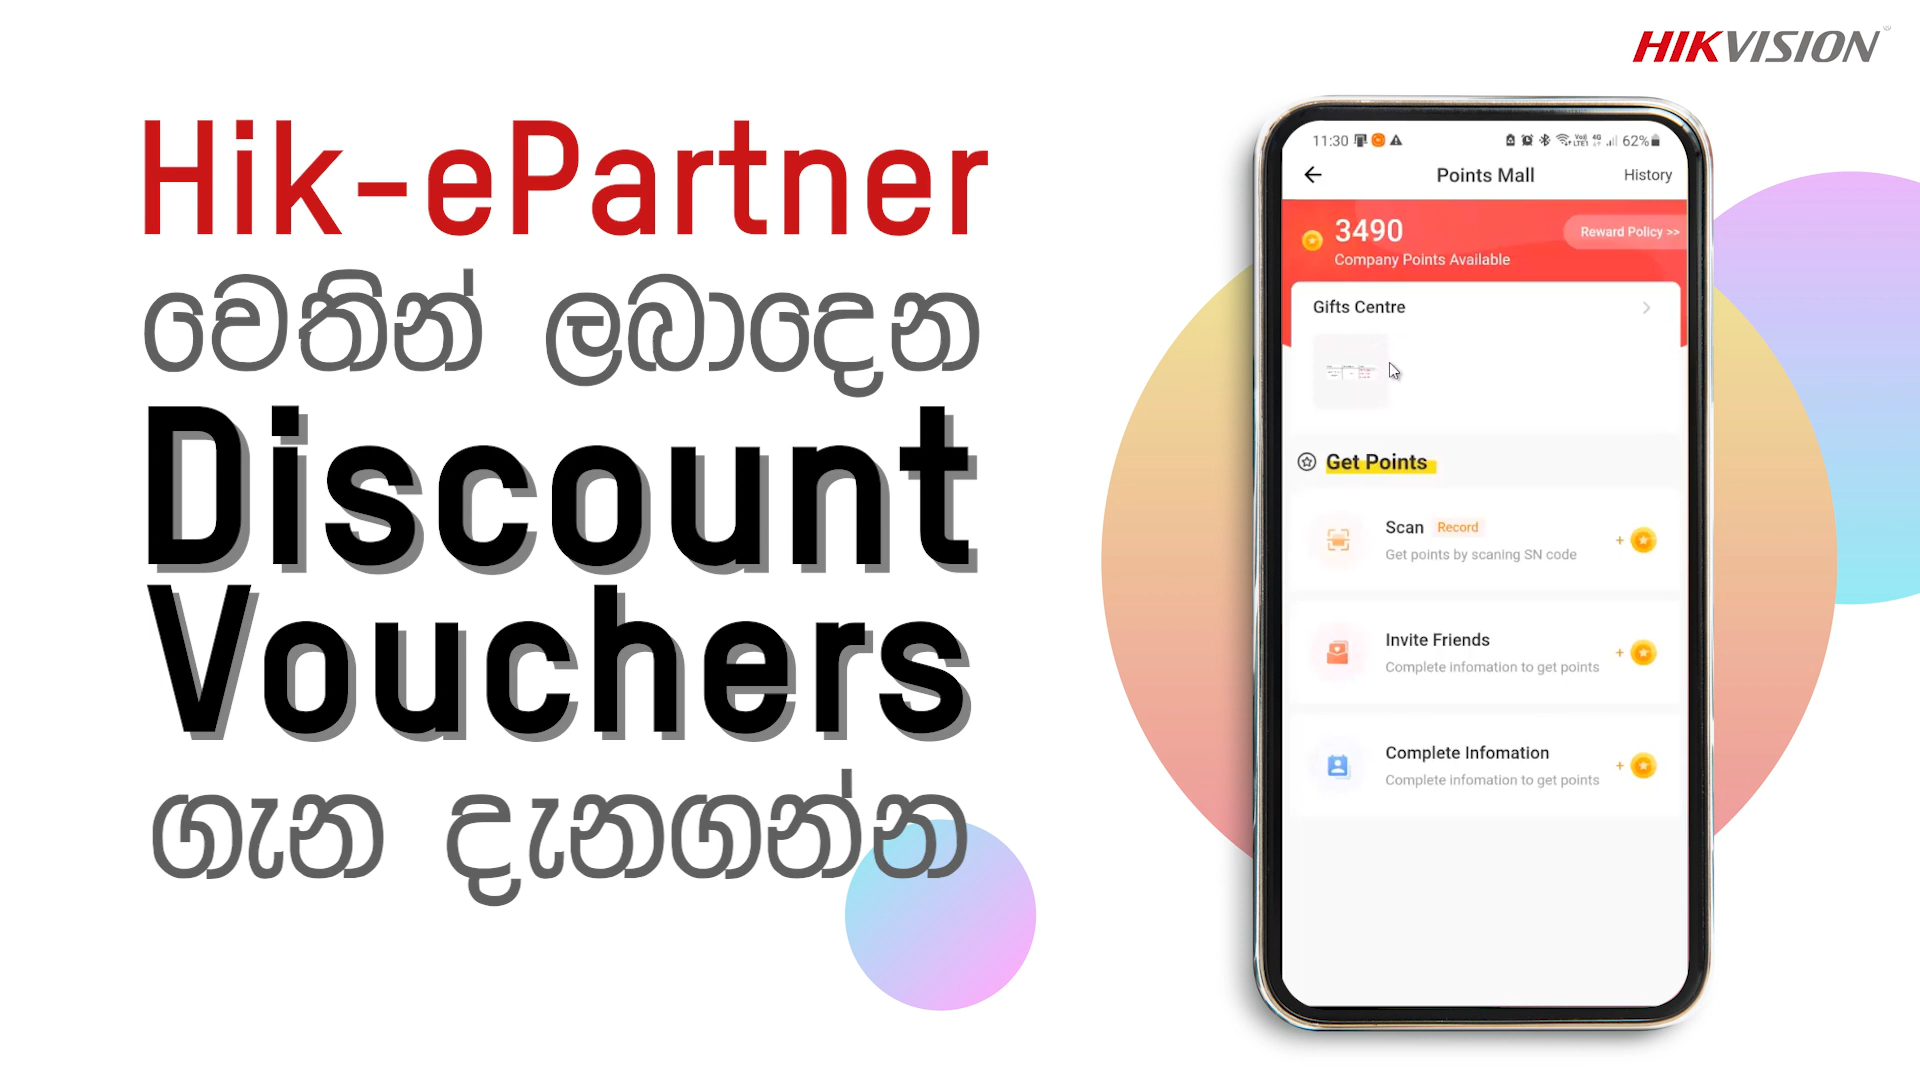 HIKVISION
Hik-ePartner
වෙතින් ලබාදෙන
Discount
Vouchers
ගැන දැනගන්න
11:30 62%
Points Mall History
3490
Company Points Available
Reward Policy >>
Gifts Centre
Get Points
Scan Record
Get points by scaning SN code
Invite Friends
Complete infomation to get points
Complete Infomation
Complete infomation to get points